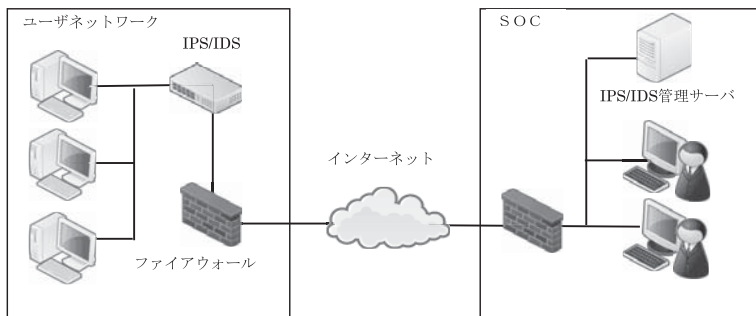 ユーザネットワーク
IPS/IDS
ファイアウォール
インターネット
ＳＯＣ
IPS/IDS管理サーバ